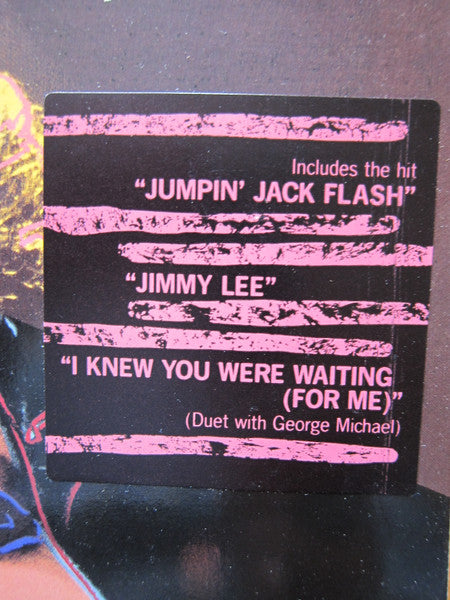 Includes the hit
“JUMPIN’ JACK FLASH”
“JIMMY LEE”
“I KNEW YOU WERE WAITING
(FOR ME)”
(Duet with George Michael)